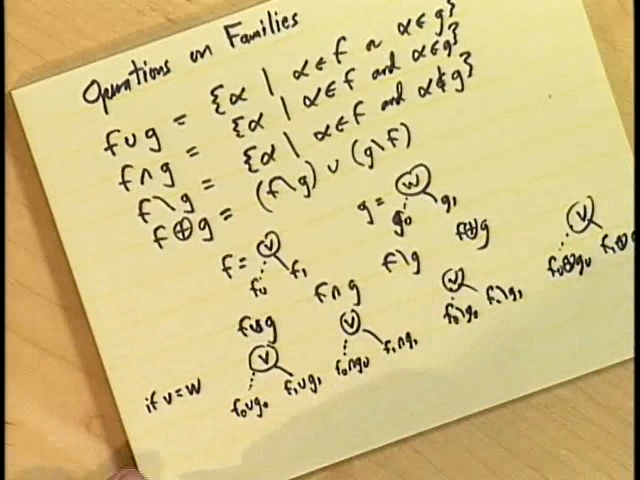 Operations on Families
f∪g = {α | α∈f or α∈g}
f∩g = {α | α∈f and α∈g}
f\g = {α | α∈f and α∉g}
f⊕g = (f\g) ∪ (g\f)
g = w g₀ g₁
f = v f₀ f₁
f∪g f∩g f\g f⊕g
if v=w v v v v
f₀∪g₀ f₁∪g₁ f₀∩g₀ f₁∩g₁ f₀\g₀ f₁\g₁ f₀⊕g₀ f₁⊕